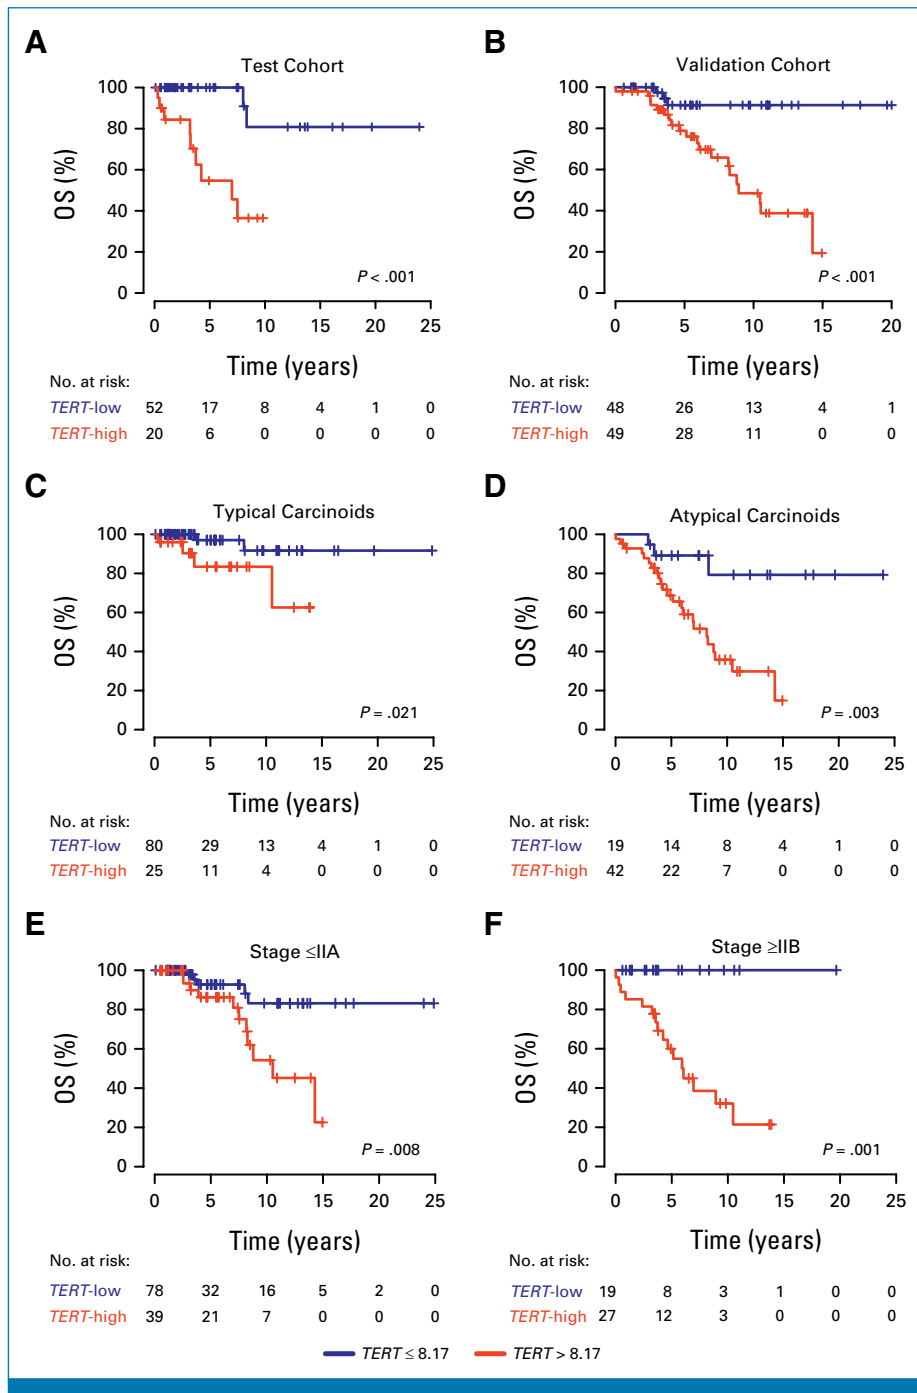 A
Test Cohort
OS (%)
100
80
60
40
20
0
P < .001
0 5 10 15 20 25
Time (years)
No. at risk:
TERT-low 52 17 8 4 1 0
TERT-high 20 6 0 0 0 0
B
Validation Cohort
OS (%)
100
80
60
40
20
0
P < .001
0 5 10 15 20
Time (years)
No. at risk:
TERT-low 48 26 13 4 1
TERT-high 49 28 11 0 0
C
Typical Carcinoids
OS (%)
100
80
60
40
20
0
P = .021
0 5 10 15 20 25
Time (years)
No. at risk:
TERT-low 80 29 13 4 1 0
TERT-high 25 11 4 0 0 0
D
Atypical Carcinoids
OS (%)
100
80
60
40
20
0
P = .003
0 5 10 15 20 25
Time (years)
No. at risk:
TERT-low 19 14 8 4 1 0
TERT-high 42 22 7 0 0 0
E
Stage ≤IIA
OS (%)
100
80
60
40
20
0
P = .008
0 5 10 15 20 25
Time (years)
No. at risk:
TERT-low 78 32 16 5 2 0
TERT-high 39 21 7 0 0 0
F
Stage ≥IIB
OS (%)
100
80
60
40
20
0
P = .001
0 5 10 15 20 25
Time (years)
No. at risk:
TERT-low 19 8 3 1 0 0
TERT-high 27 12 3 0 0 0
TERT ≤ 8.17 TERT > 8.17